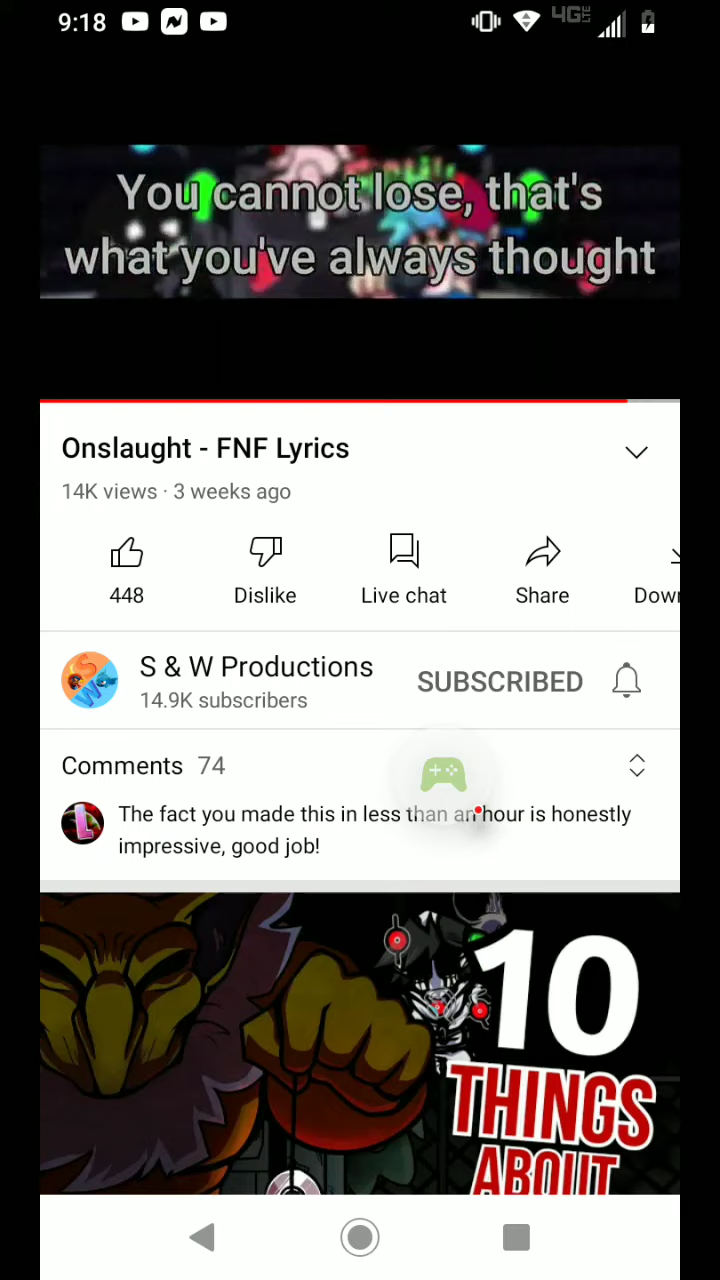 9:18
4G LTE
You cannot lose, that's
what you've always thought
Onslaught - FNF Lyrics
14K views · 3 weeks ago
448
Dislike
Live chat
Share
Down
S & W Productions
14.9K subscribers
SUBSCRIBED
Comments 74
The fact you made this in less than an hour is honestly
impressive, good job!
10
THINGS
ABOUT